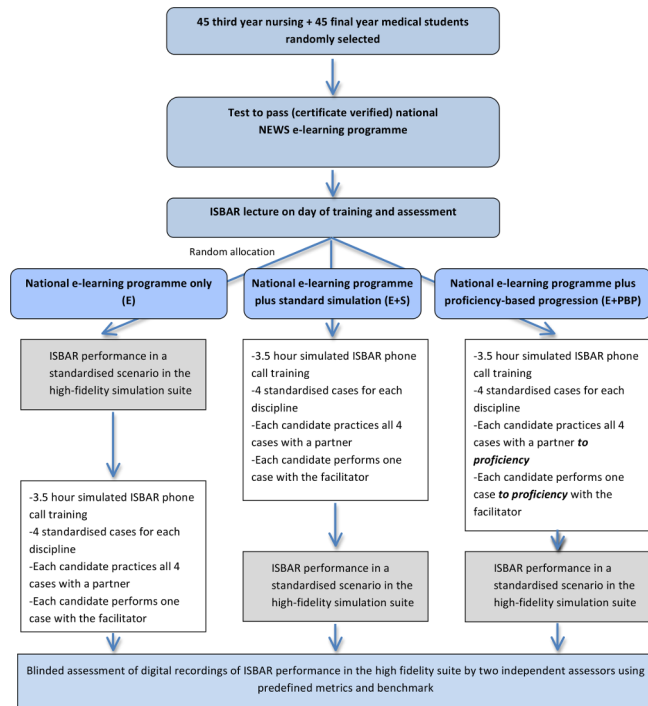 45 third year nursing + 45 final year medical students
randomly selected
Test to pass (certificate verified) national
NEWS e-learning programme
ISBAR lecture on day of training and assessment
Random allocation
National e-learning programme only
(E)
National e-learning programme
plus standard simulation (E+S)
National e-learning programme plus
proficiency-based progression (E+PBP)
ISBAR performance in a
standardised scenario in the
high-fidelity simulation suite
-3.5 hour simulated ISBAR phone
call training
-4 standardised cases for each
discipline
-Each candidate practices all 4
cases with a partner
-Each candidate performs one
case with the facilitator
-3.5 hour simulated ISBAR phone
call training
-4 standardised cases for each
discipline
-Each candidate practices all 4
cases with a partner to
proficiency
-Each candidate performs one
case to proficiency with the
facilitator
-3.5 hour simulated ISBAR phone
call training
-4 standardised cases for each
discipline
-Each candidate practices all 4
cases with a partner
-Each candidate performs one
case with the facilitator
ISBAR performance in a
standardised scenario in the
high-fidelity simulation suite
ISBAR performance in a
standardised scenario in the
high-fidelity simulation suite
Blinded assessment of digital recordings of ISBAR performance in the high fidelity suite by two independent assessors using
predefined metrics and benchmark